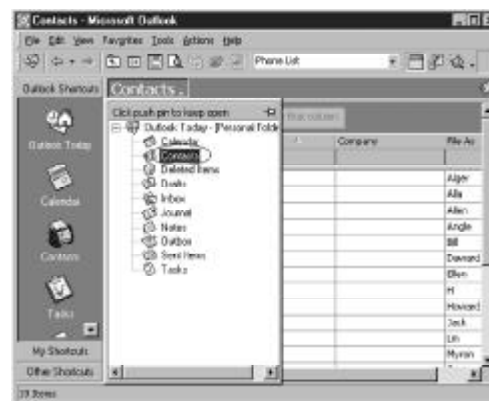 Contacts - Microsoft Outlook
File Edit View Favorites Tools Actions Help
Phone List
Outlook Shortcuts
Contacts.
Click push pin to keep open
Outlook Today - [Personal Folde
Calendar
Contacts
Deleted Items
Drafts
Inbox
Journal
Notes
Outbox
Sent Items
Tasks
Outlook Today
Calendar
Contacts
Tasks
My Shortcuts
Other Shortcuts
that column
Company
File As
Alger
Alla
Allen
Angle
Bill
Ellen
H
Howard
Jack
Lin
Myron
19 Items